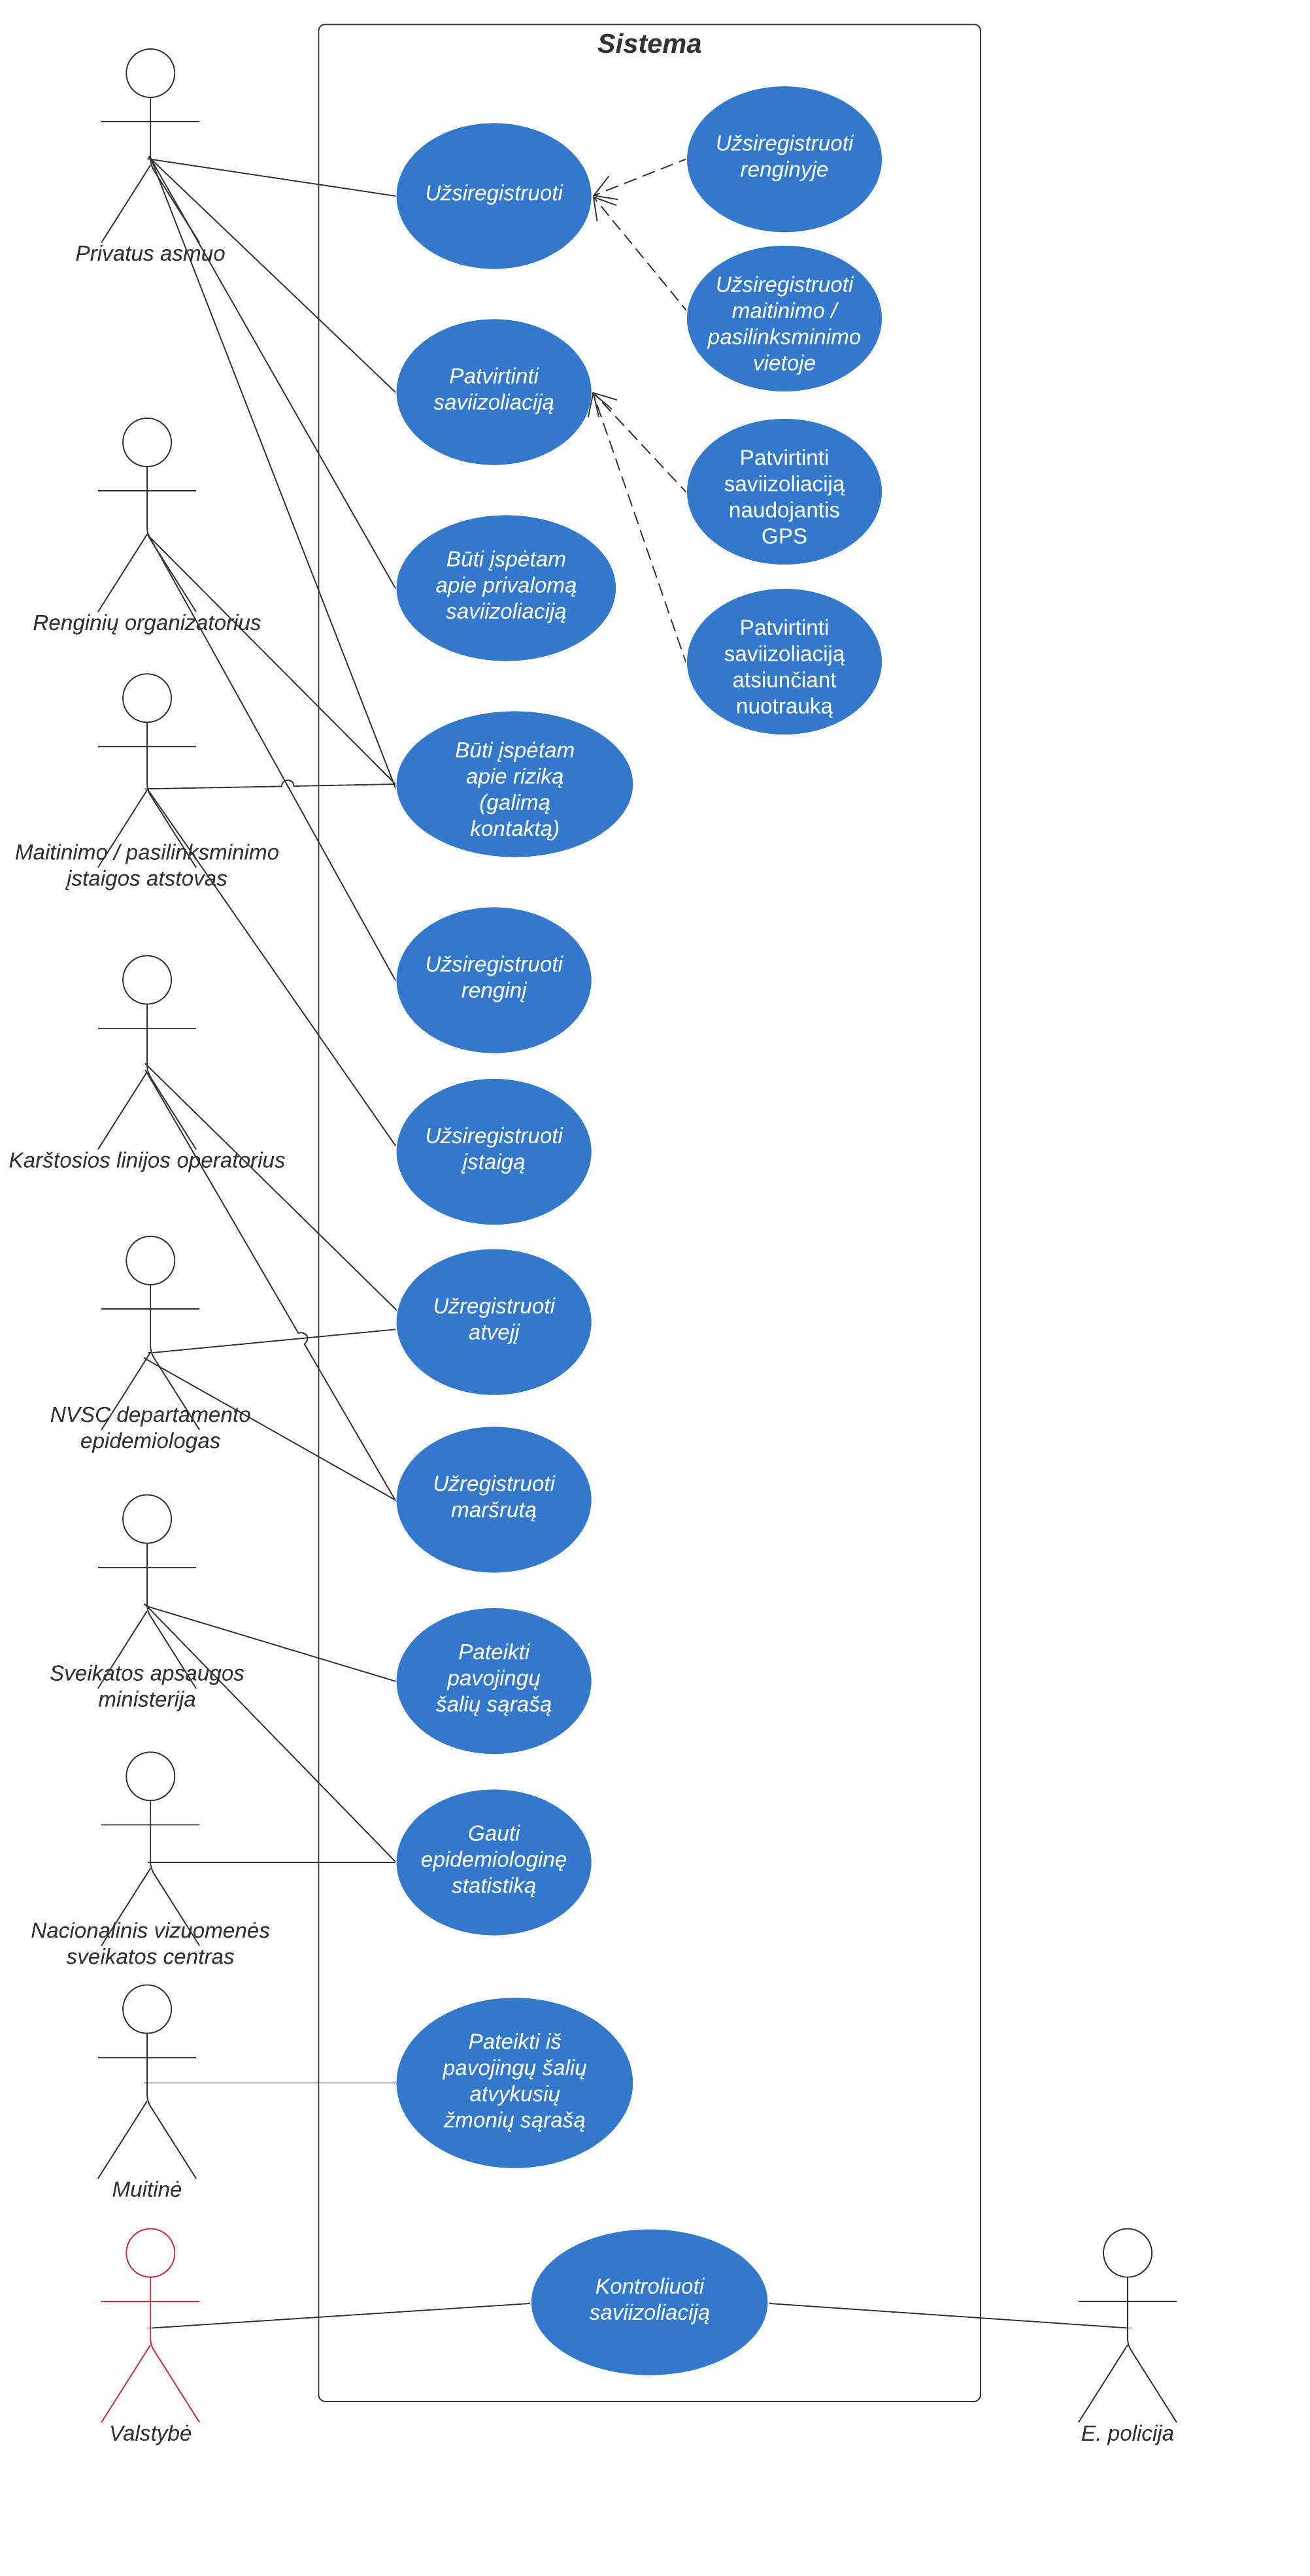 Sistema
Privatus asmuo
Užsiregistruoti
Užsiregistruoti
renginyje
Užsiregistruoti
maitinimo /
pasilinksminimo
vietoje
Patvirtinti
saviizoliaciją
Patvirtinti
saviizoliaciją
naudojantis
GPS
Renginių organizatorius
Būti įspėtam
apie privalomą
saviizoliaciją
Patvirtinti
saviizoliaciją
atsiunčiant
nuotrauką
Maitinimo / pasilinksminimo
įstaigos atstovas
Būti įspėtam
apie riziką
(galimą
kontaktą)
Užsiregistruoti
renginį
Karštosios linijos operatorius
Užsiregistruoti
įstaigą
Užregistruoti
atvejį
NVSC departamento
epidemiologas
Užregistruoti
maršrutą
Sveikatos apsaugos
ministerija
Pateikti
pavojingų
šalių sąrašą
Gauti
epidemiologinę
statistiką
Nacionalinis vizuomenės
sveikatos centras
Pateikti iš
pavojingų šalių
atvykusių
žmonių sąrašą
Muitinė
Kontroliuoti
saviizoliaciją
Valstybė
E. policija